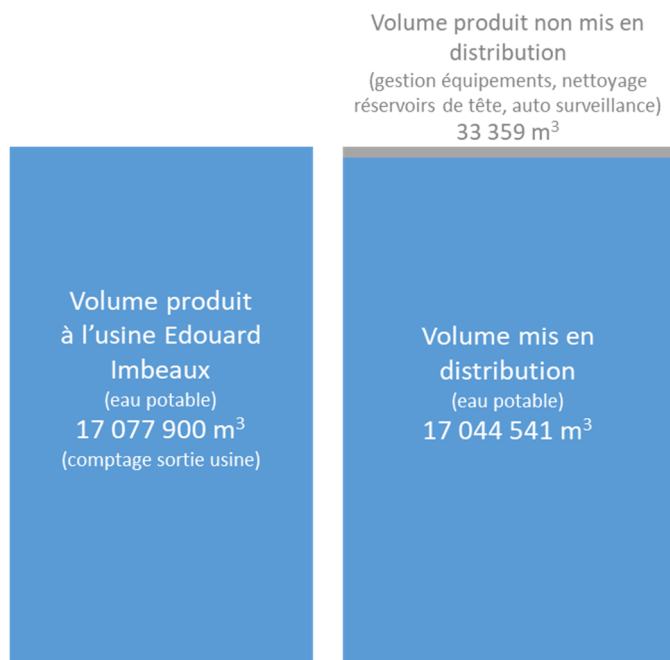 Volume produit non mis en
distribution
(gestion équipements, nettoyage
réservoirs de tête, auto surveillance)
33 359 m³
Volume produit
à l’usine Edouard
Imbeaux
(eau potable)
17 077 900 m³
(comptage sortie usine)
Volume mis en
distribution
(eau potable)
17 044 541 m³